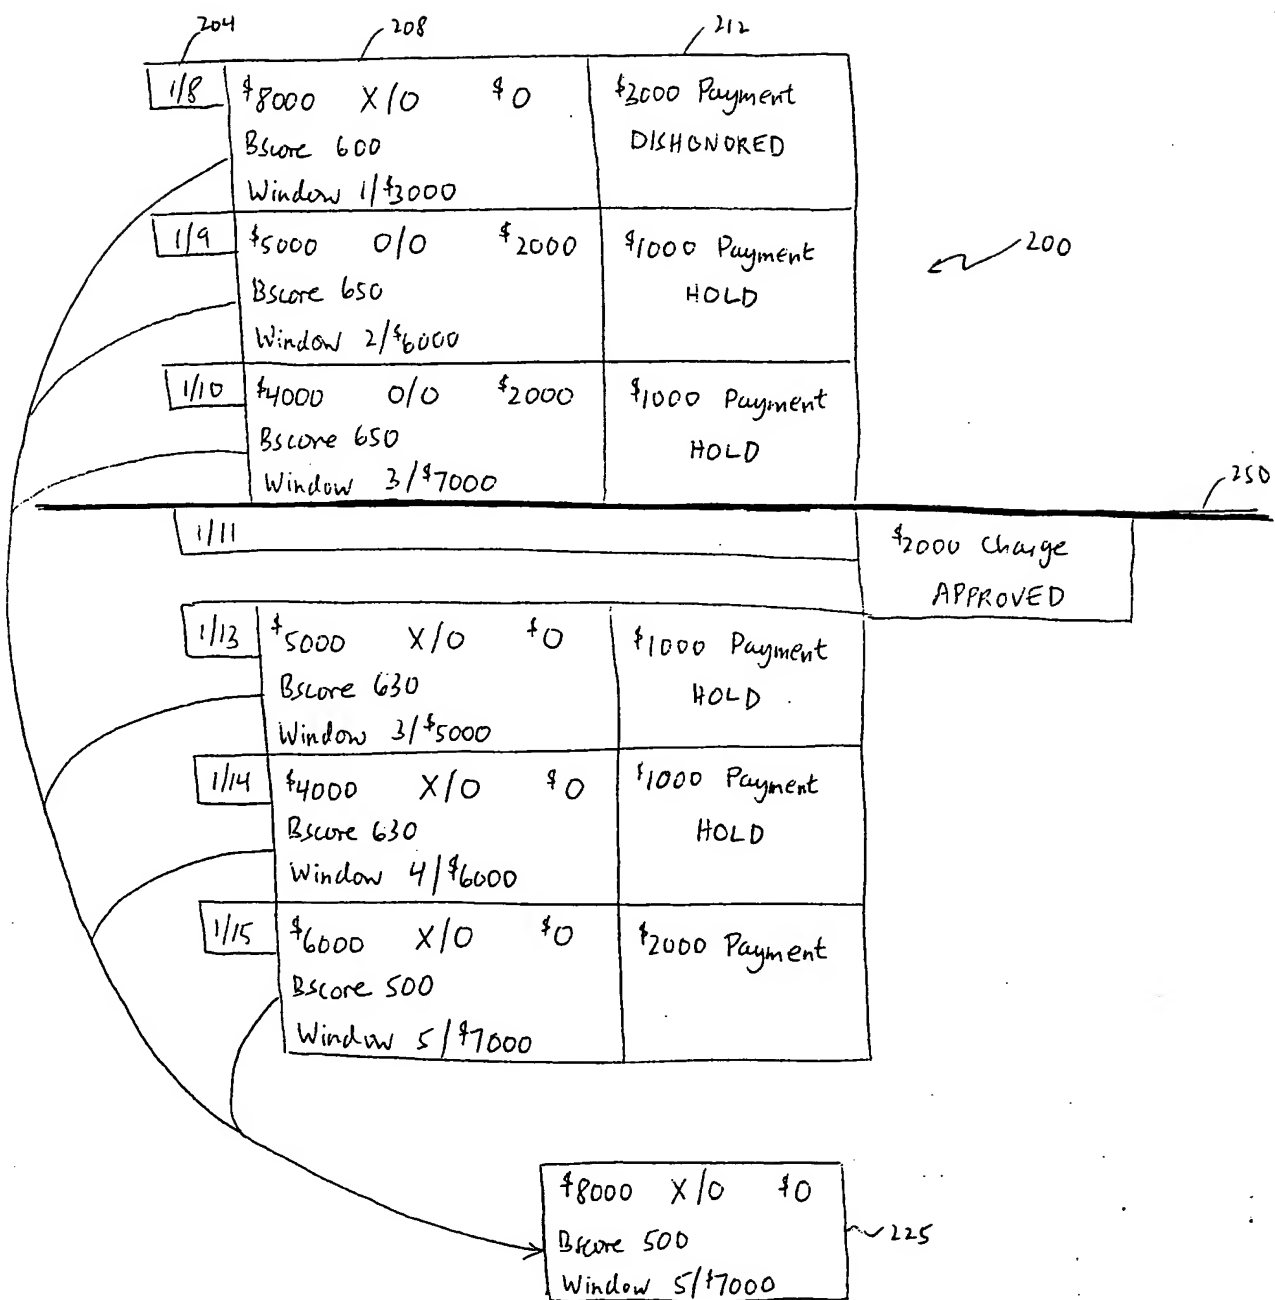 204 208 212
1/8 $8000 X/0 $0 $3000 Payment
Bscore 600 DISHONORED
Window 1/$3000
1/9 $5000 0/0 $2000 $1000 Payment
200
Bscore 650 HOLD
Window 2/$6000
1/10 $4000 0/0 $2000 $1000 Payment
Bscore 650 HOLD
Window 3/$7000
250
1/11 $2000 Charge
APPROVED
1/13 $5000 X/0 $0 $1000 Payment
Bscore 630 HOLD
Window 3/$5000
1/14 $4000 X/0 $0 $1000 Payment
Bscore 630 HOLD
Window 4/$6000
1/15 $6000 X/0 $0 $2000 Payment
Bscore 500
Window 5/$7000
$8000 X/0 $0
Bscore 500 225
Window 5/$7000